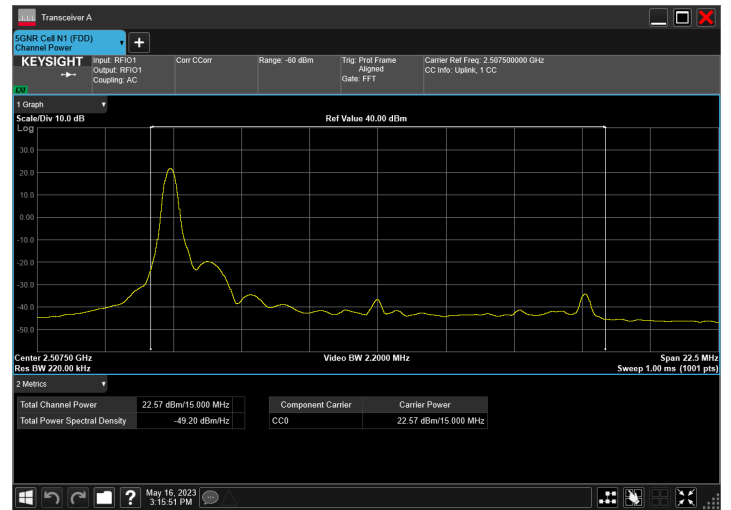 Transceiver A
5GNR Cell N1 (FDD)
Channel Power
KEYSIGHT
Input: RFIO1
Output: RFIO1
Coupling: AC
Corr CCorr
Range: -60 dBm
Trig: Prot Frame
Aligned
Gate: FFT
Carrier Ref Freq: 2.507500000 GHz
CC Info: Uplink, 1 CC
LXI
1 Graph
Scale/Div 10.0 dB
Ref Value 40.00 dBm
Log
30.0
20.0
10.0
0.00
-10.0
-20.0
-30.0
-40.0
-50.0
Center 2.50750 GHz
Video BW 2.2000 MHz
Span 22.5 MHz
Res BW 220.00 kHz
Sweep 1.00 ms (1001 pts)
2 Metrics
Total Channel Power 22.57 dBm/15.000 MHz
Total Power Spectral Density -49.20 dBm/Hz
Component Carrier Carrier Power
CC0 22.57 dBm/15.000 MHz
?
May 16, 2023
3:15:51 PM